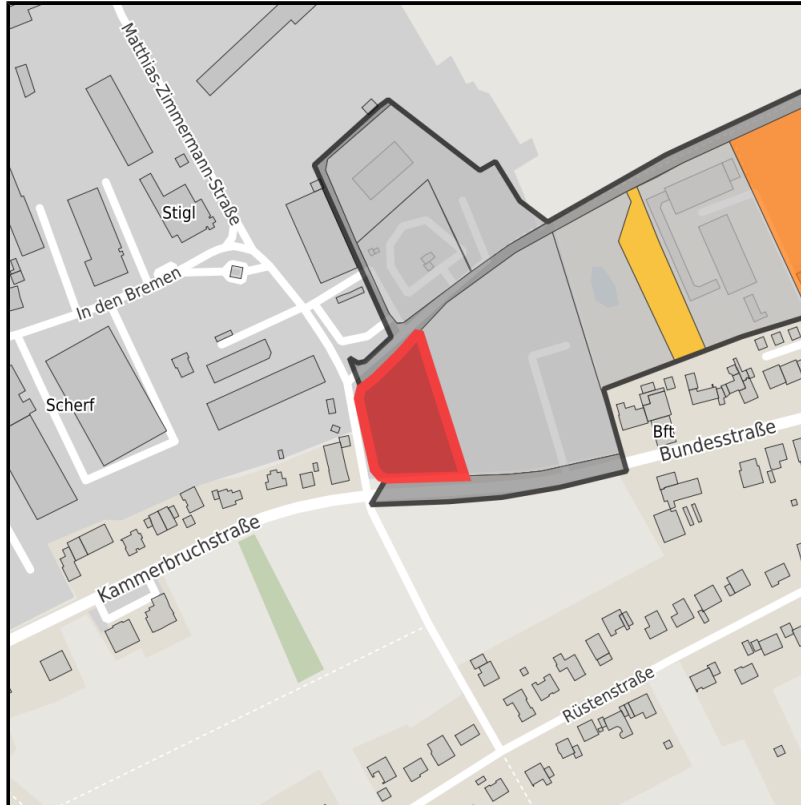 Matthias-Zimmermann-Straße
Stigl
In den Bremen
Scherf
Bft
Bundesstraße
Kammerbruchstraße
Rüstenstraße